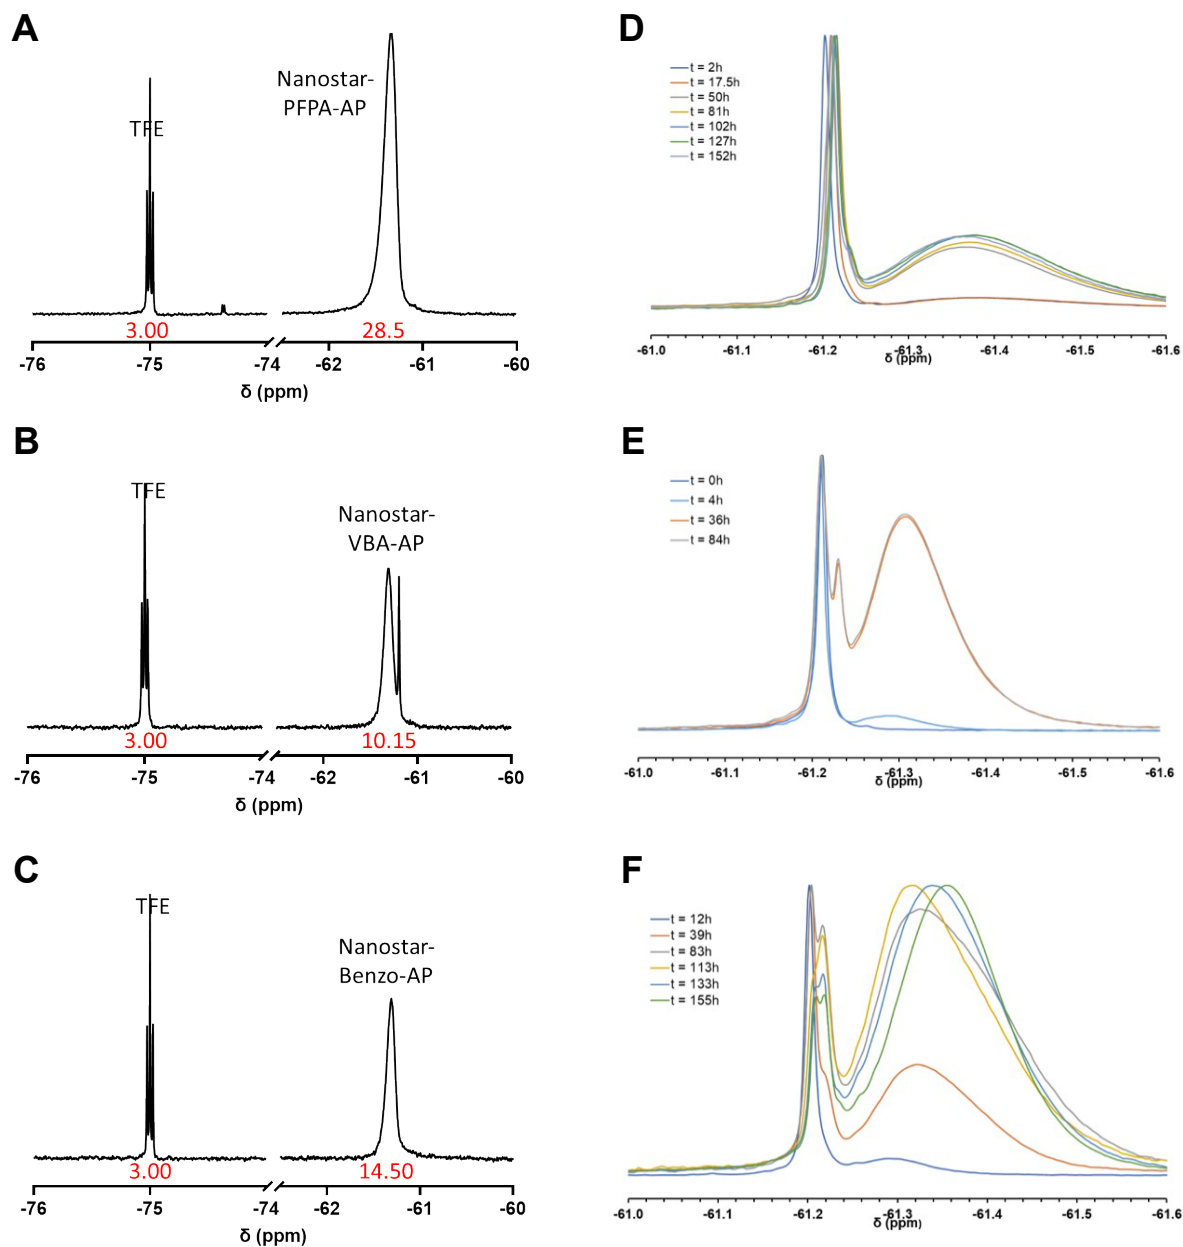 A
Nanostar-
PFPA-AP
TFE
3.00
28.5
-76 -75 -74 -62 -61 -60
δ (ppm)
D
t = 2h
t = 17.5h
t = 50h
t = 81h
t = 102h
t = 127h
t = 152h
-61.0 -61.1 -61.2 -61.3 -61.4 -61.5 -61.6
δ (ppm)
B
TFE
Nanostar-
VBA-AP
3.00
10.15
-76 -75 -74 -62 -61 -60
δ (ppm)
E
t = 0h
t = 4h
t = 36h
t = 84h
-61.0 -61.1 -61.2 -61.3 -61.4 -61.5 -61.6
δ (ppm)
C
TFE
Nanostar-
Benzo-AP
3.00
14.50
-76 -75 -74 -62 -61 -60
δ (ppm)
F
t = 12h
t = 39h
t = 83h
t = 113h
t = 133h
t = 155h
-61.0 -61.1 -61.2 -61.3 -61.4 -61.5 -61.6
δ (ppm)